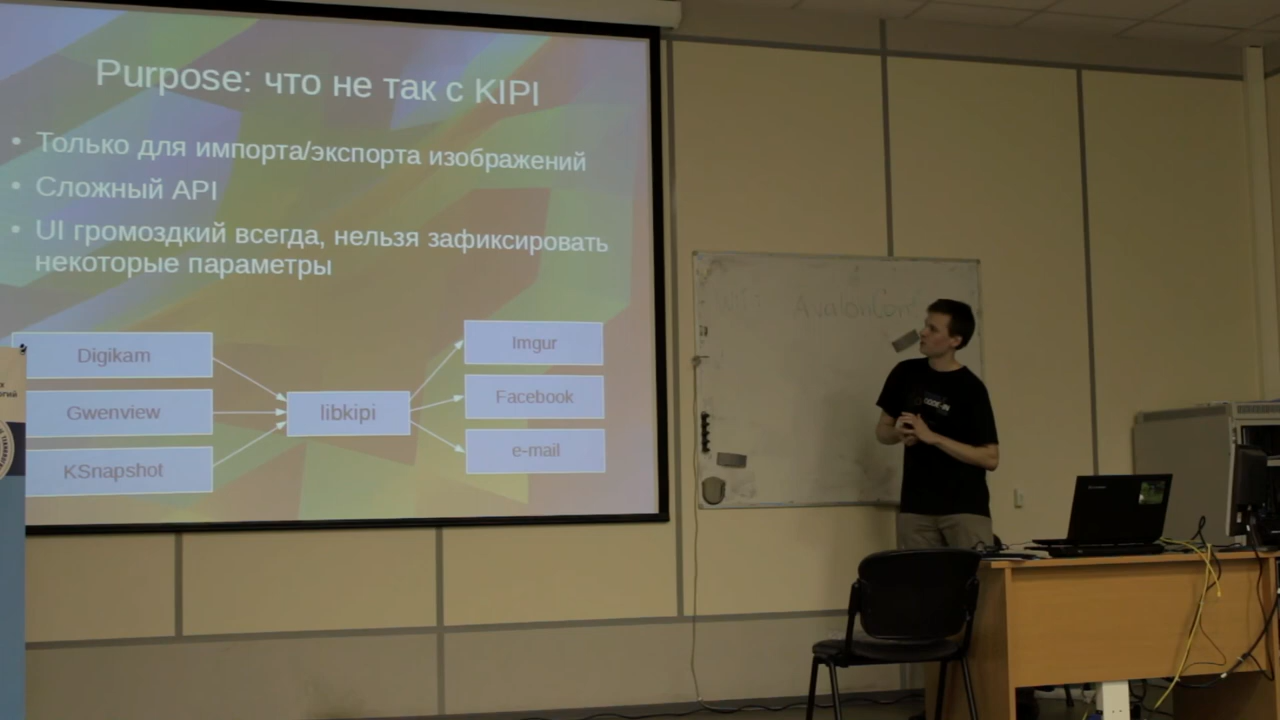 Purpose: что не так с KIPI
• Только для импорта/экспорта изображений
• Сложный API
• UI громоздкий всегда, нельзя зафиксировать
некоторые параметры
Digikam
Gwenview
KSnapshot
libkipi
Imgur
Facebook
e-mail
WiFi